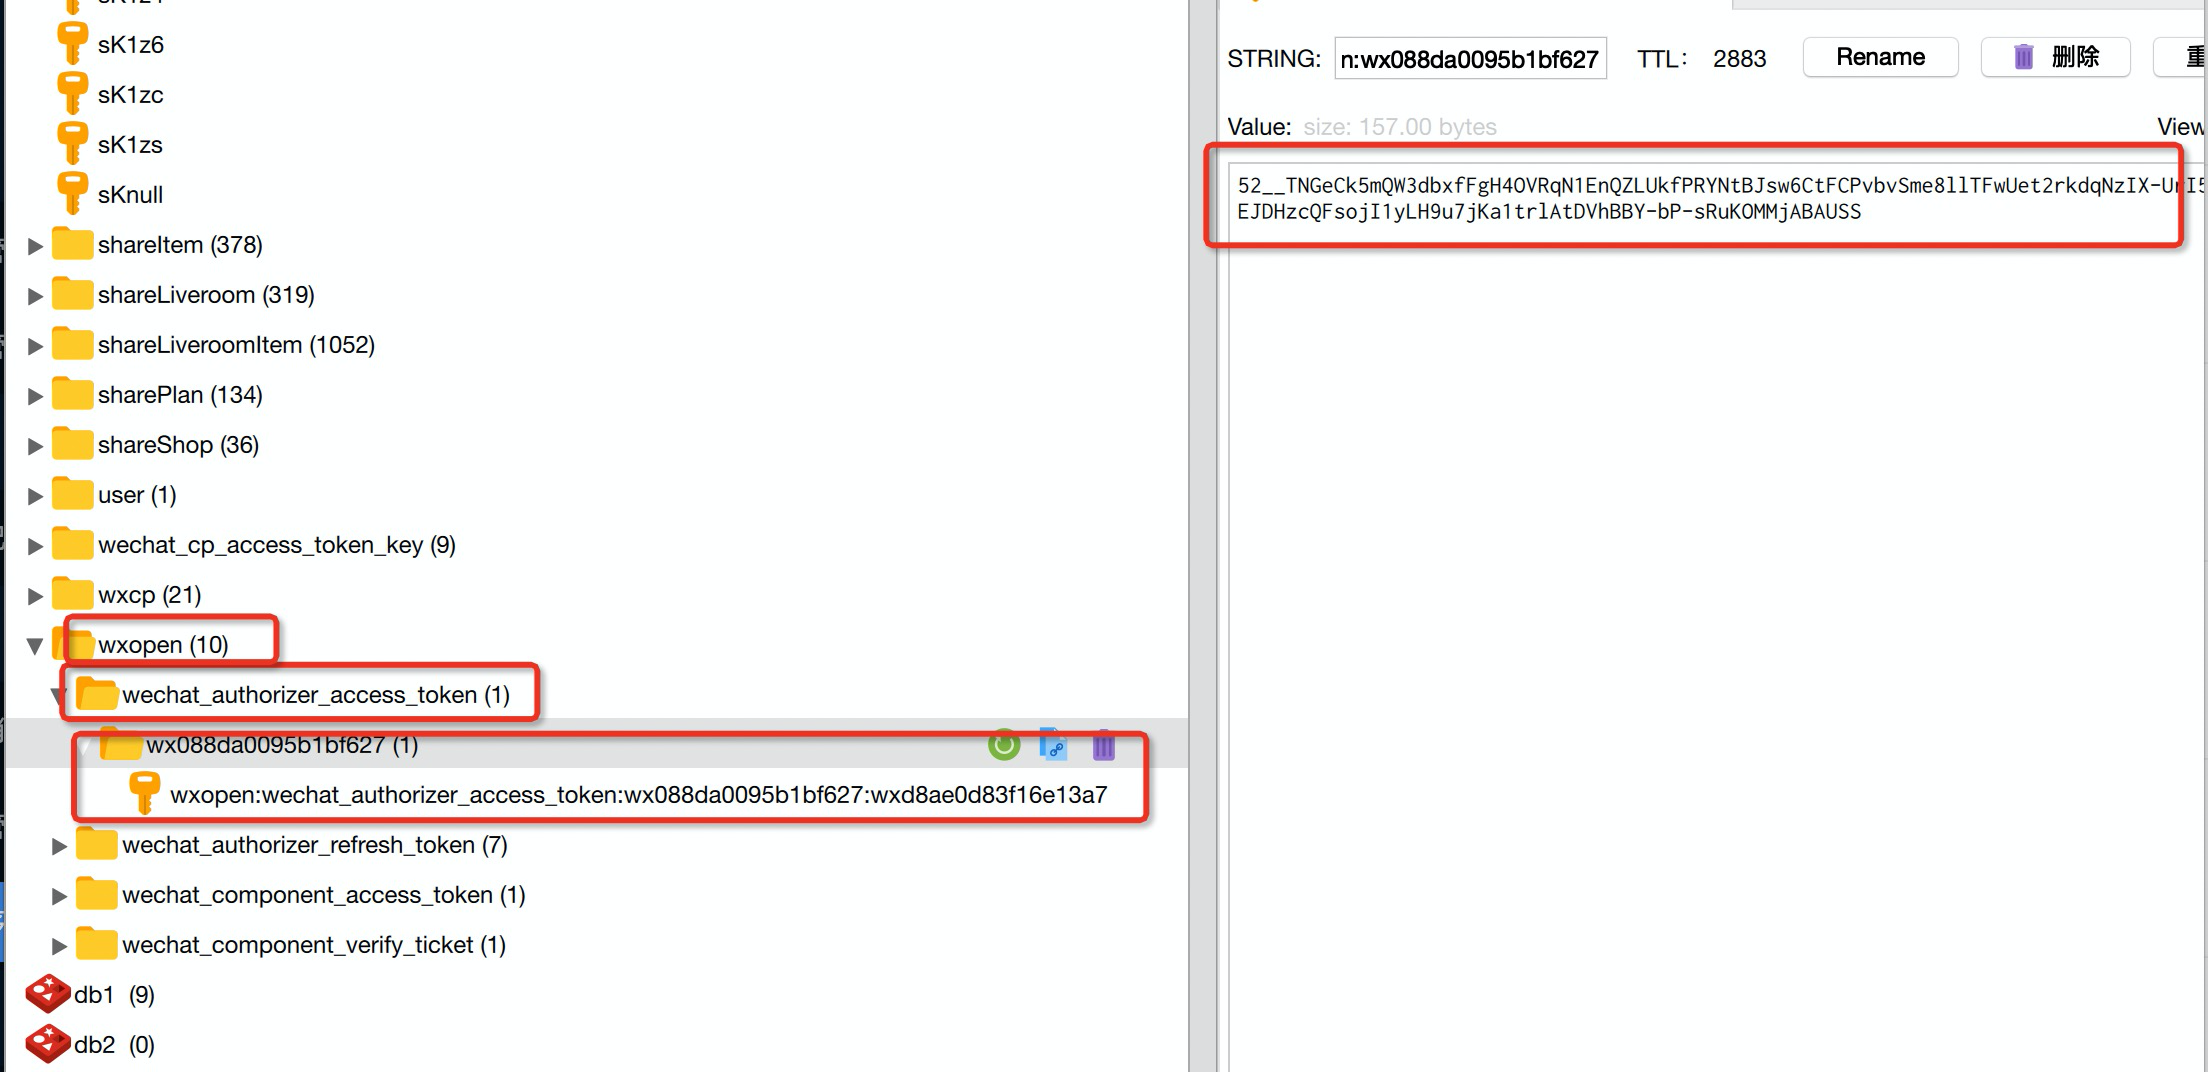 sK1z6
sK1zc
sK1zs
sKnull
shareItem (378)
shareLiveroom (319)
shareLiveroomItem (1052)
sharePlan (134)
shareShop (36)
user (1)
wechat_cp_access_token_key (9)
wxcp (21)
wxopen (10)
wechat_authorizer_access_token (1)
wx088da0095b1bf627 (1)
wxopen:wechat_authorizer_access_token:wx088da0095b1bf627:wxd8ae0d83f16e13a7
wechat_authorizer_refresh_token (7)
wechat_component_access_token (1)
wechat_component_verify_ticket (1)
db1 (9)
db2 (0)
STRING: n:wx088da0095b1bf627 TTL: 2883 Rename 删除 重
Value: size: 157.00 bytes View
52__TNGeCk5mQW3dbxfFgH4OVRqN1EnQZLUkfPRYNtBJsw6CtFCPvbvSme8llTFwUet2rkdqNzIX-UrI5
EJDHzcQFsojI1yLH9u7jKa1trlAtDVhBBY-bP-sRuKOMMjABAUSS